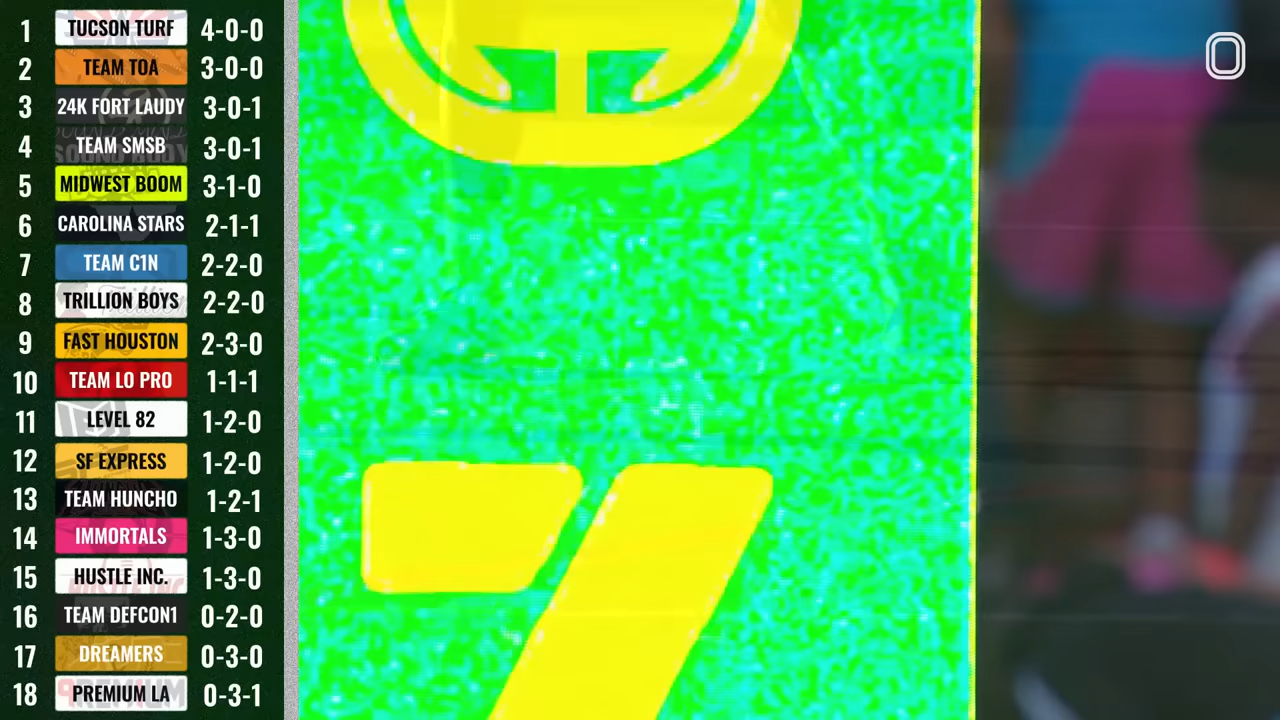 1 TUCSON TURF 4-0-0
2 TEAM TOA 3-0-0
3 24K FORT LAUDY 3-0-1
4 TEAM SMSB 3-0-1
5 MIDWEST BOOM 3-1-0
6 CAROLINA STARS 2-1-1
7 TEAM C1N 2-2-0
8 TRILLION BOYS 2-2-0
9 FAST HOUSTON 2-3-0
10 TEAM LO PRO 1-1-1
11 LEVEL 82 1-2-0
12 SF EXPRESS 1-2-0
13 TEAM HUNCHO 1-2-1
14 IMMORTALS 1-3-0
15 HUSTLE INC. 1-3-0
16 TEAM DEFCON1 0-2-0
17 DREAMERS 0-3-0
18 PREMIUM LA 0-3-1